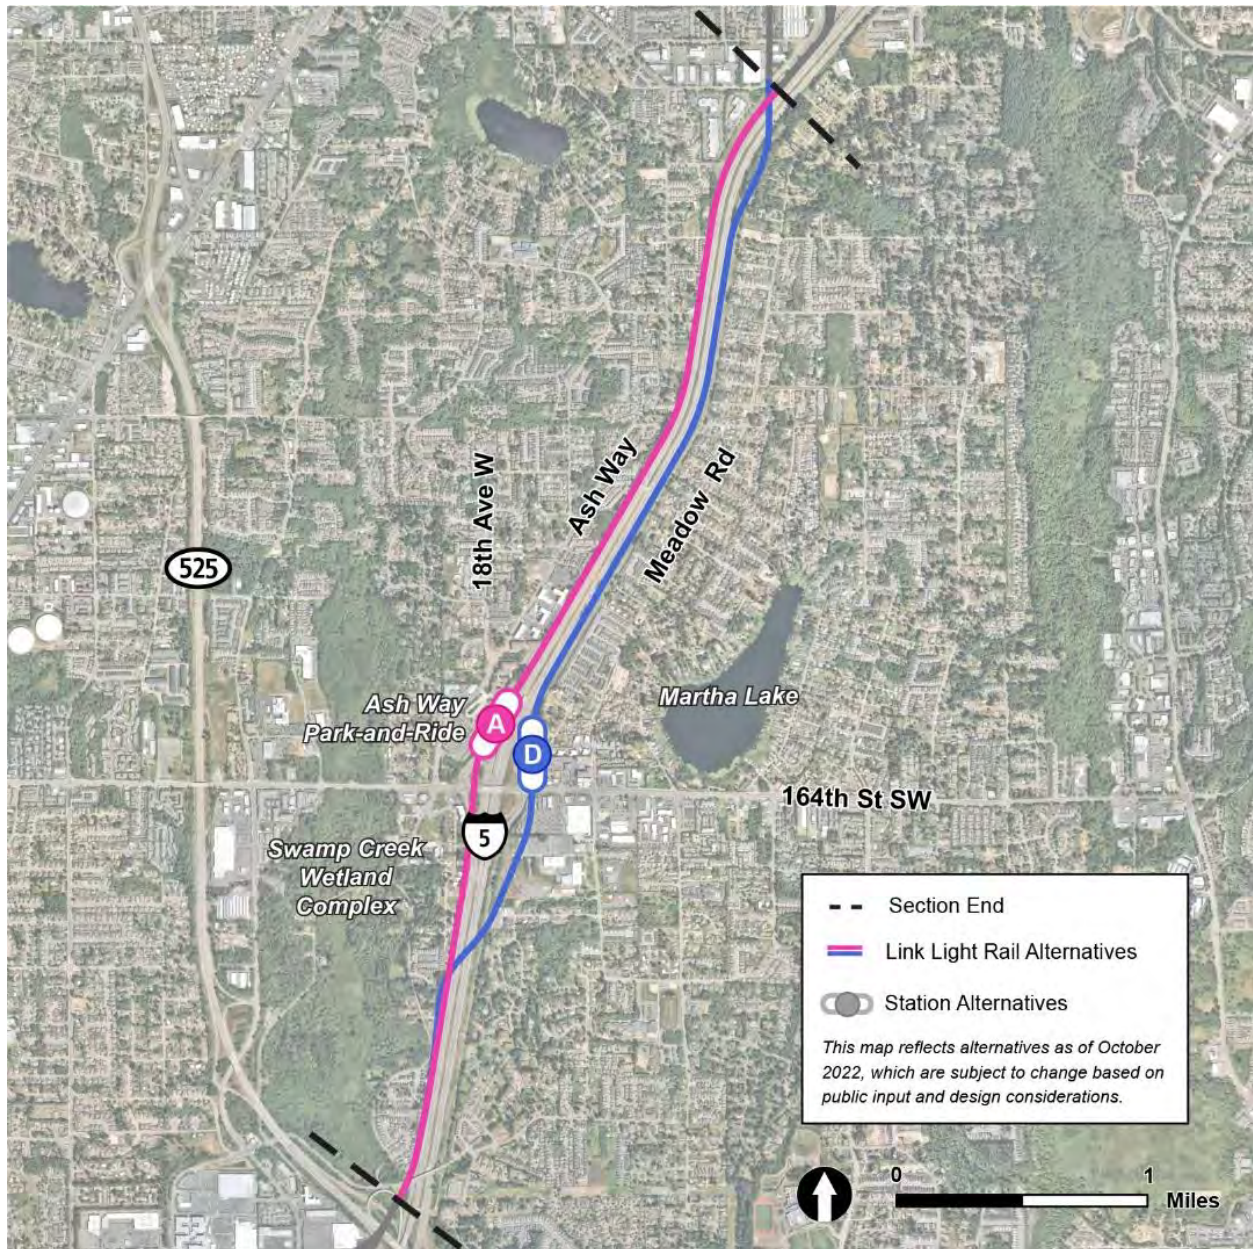 18th Ave W
Ash Way
Meadow Rd
525
Ash Way
Park-and-Ride
A
D
Martha Lake
164th St SW
5
Swamp Creek
Wetland
Complex
Section End
Link Light Rail Alternatives
Station Alternatives
This map reflects alternatives as of October
2022, which are subject to change based on
public input and design considerations.
0 1
Miles